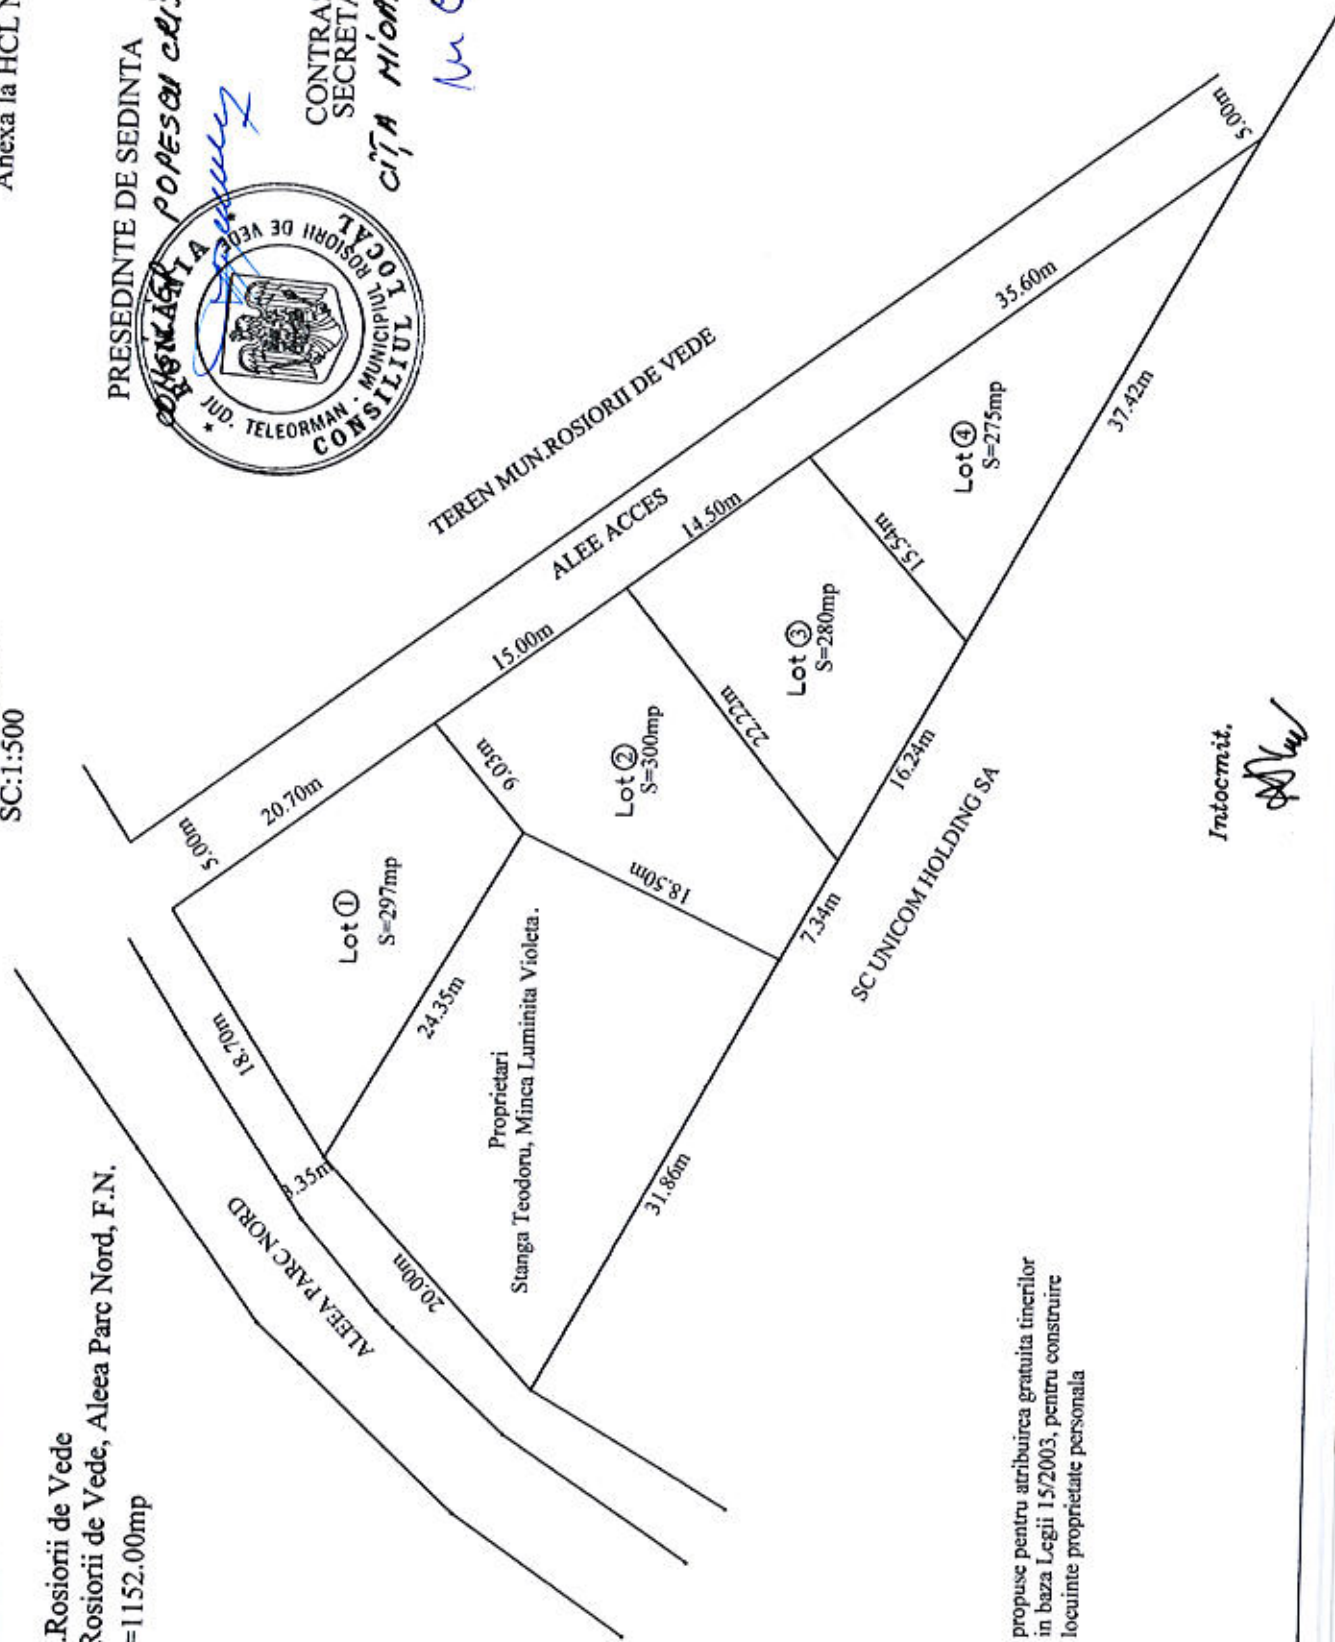 Anexa la HCL
SC:1:500
.Rosiorii de Vede
Rosiorii de Vede, Aleea Parc Nord, F.N.
=1152.00mp
PRESEDINTE DE SEDINTA
POPESCU
ROMANIA
JUD. TELEORMAN - MUNICIPIUL ROSIORII DE VEDE
CONSILIUL LOCAL
CONTRA
SECRETA
CÎȚA MIOA
TEREN MUN.ROSIORII DE VEDE
ALEE ACCES
5.00m
20.70m
15.00m
14.50m
35.60m
5.00m
ALEEA PARC NORD
18.70m
.35m
20.00m
Lot 1
S=297mp
24.35m
9.03m
Lot 2
S=300mp
18.50m
22.22m
Lot 3
S=280mp
15.54m
Lot 4
S=275mp
Proprietari
Stanga Teodoru, Minca Luminita Violeta.
31.86m
7.34m
16.24m
37.42m
SC UNICOM HOLDING SA
propuse pentru atribuirea gratuita tinerilor
in baza Legii 15/2003, pentru construire
locuinte proprietate personala
Intocmit.